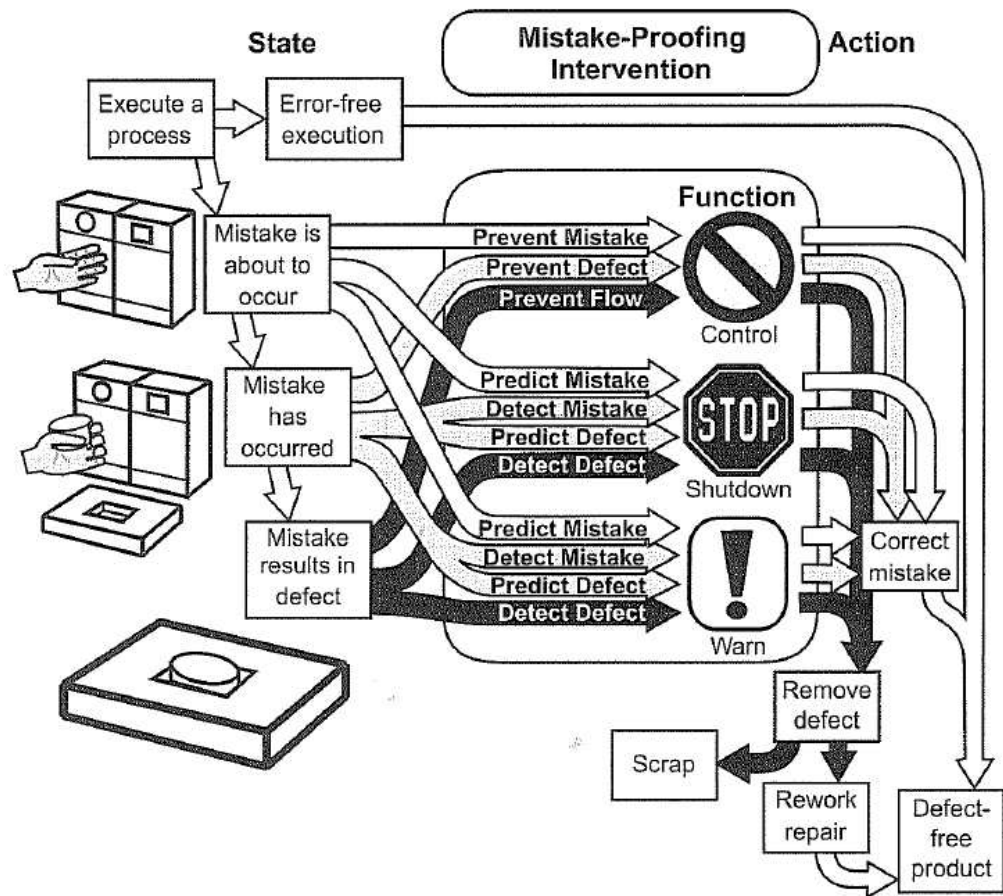 State
Mistake-Proofing
Intervention
Action
Execute a
process
Error-free
execution
Function
Mistake is
about to
occur
Prevent Mistake
Prevent Defect
Prevent Flow
Control
Mistake
has
occurred
Predict Mistake
Detect Mistake
Predict Defect
Detect Defect
STOP
Shutdown
Mistake
results in
defect
Predict Mistake
Detect Mistake
Predict Defect
Detect Defect
!
Warn
Correct
mistake
Remove
defect
Scrap
Rework
repair
Defect-
free
product